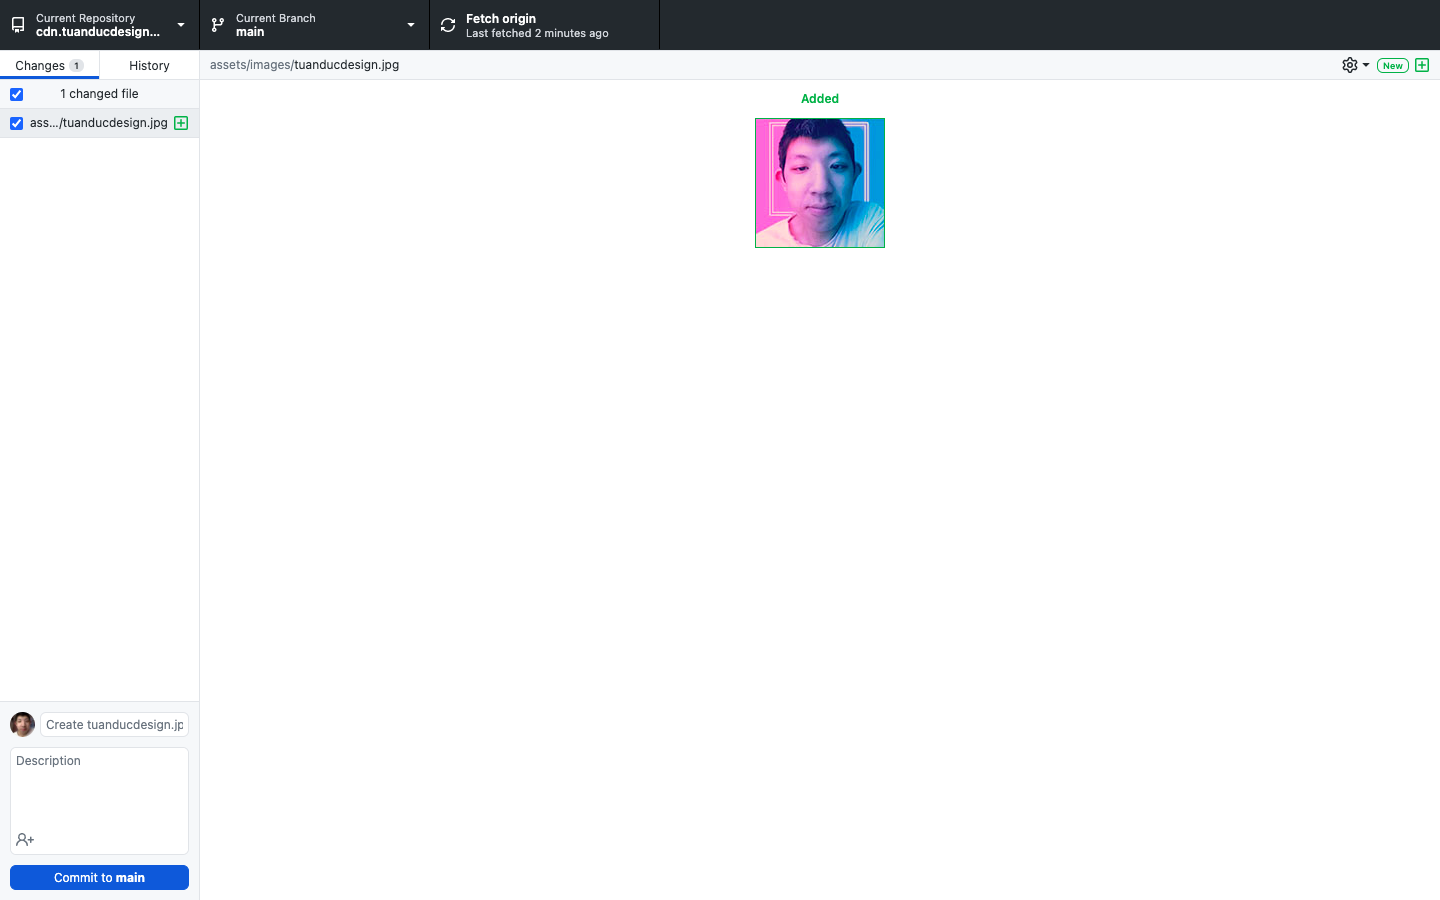 Current Repository
cdn.tuanducdesign...
Current Branch
main
Fetch origin
Last fetched 2 minutes ago
Changes 1
History
assets/images/tuanducdesign.jpg
New
1 changed file
ass.../tuanducdesign.jpg
Added
Create tuanducdesign.jp
Description
Commit to main